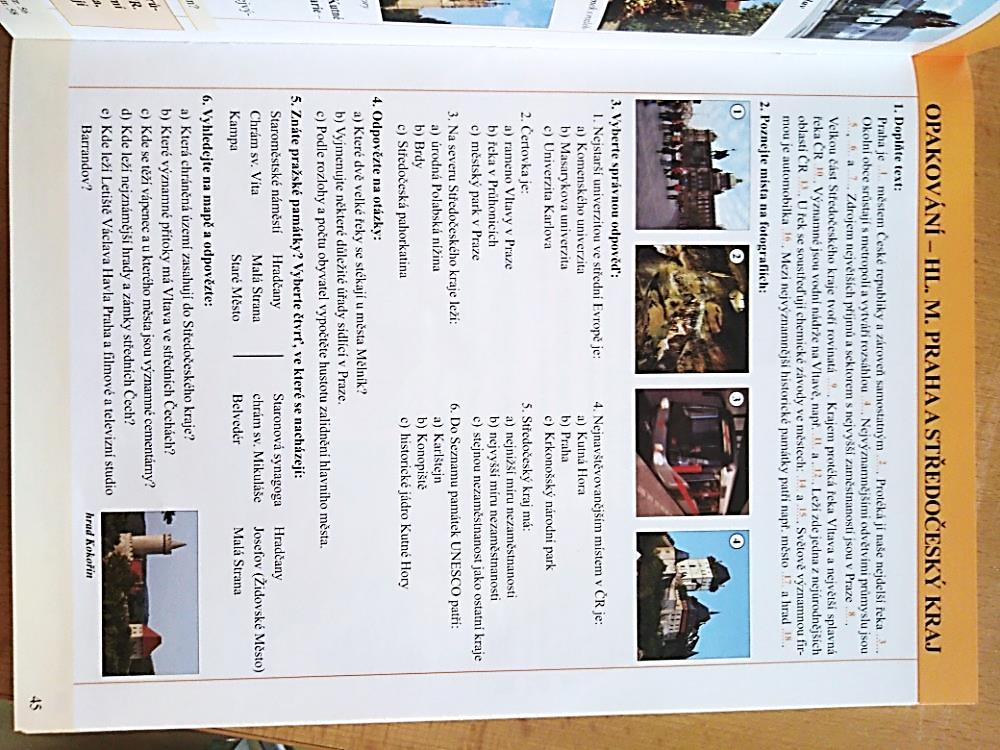 OPAKOVÁNÍ – HL. M. PRAHA A STŘEDOČESKÝ KRAJ
1. Doplňte text:
Praha je 1 městem České republiky a zároveň samostatným 2. Protéká jí naše nejdelší řeka 3.
Okolní obce srůstají s metropolí a vytváří rozsáhlou 4. Nejvýznamnějšími odvětvími průmyslu jsou
5, 6 a 7. Zdrojem největších příjmů a sektorem s nejvyšší zaměstnaností jsou v Praze 8.
Velkou část Středočeského kraje tvoří rovinatá 9. Krajem protéká řeka Vltava a největší splavná
řeka ČR 10. Významné jsou vodní nádrže na Vltavě, např. 11 a 12. Leží zde jedna z nejúrodnějších
oblastí ČR 13. U řek se soustřeďují chemické závody ve městech: 14 a 15. Světově významnou fir-
mou je automobilka 16. Mezi nejvýznamnější historické památky patří např. město 17 a hrad 18.
2. Poznejte místa na fotografiích:
1
2
3
4
3. Vyberte správnou odpověď:
1. Nejstarší univerzitou ve střední Evropě je:
a) Komenského univerzita
b) Masarykova univerzita
c) Univerzita Karlova
2. Čertovka je:
a) rameno Vltavy v Praze
b) řeka v Průhonicích
c) městský park v Praze
3. Na severu Středočeského kraje leží:
a) úrodná Polabská nížina
b) Brdy
c) Středočeská pahorkatina
4. Nejnavštěvovanějším místem v ČR je:
a) Kutná Hora
b) Praha
c) Krkonošský národní park
5. Středočeský kraj má:
a) nejnižší míru nezaměstnanosti
b) nejvyšší míru nezaměstnanosti
c) stejnou nezaměstnanost jako ostatní kraje
6. Do Seznamu památek UNESCO patří:
a) Karlštejn
b) Konopiště
c) historické jádro Kutné Hory
4. Odpovězte na otázky:
a) Které dvě velké řeky se stékají u města Mělník?
b) Vyjmenujte některé důležité úřady sídlící v Praze.
c) Podle rozlohy a počtu obyvatel vypočtěte hustotu zalidnění hlavního města.
5. Znáte pražské památky? Vyberte čtvrť, ve které se nacházejí:
Staroměstské náměstí Hradčany Staronová synagoga Hradčany
Chrám sv. Víta Malá Strana chrám sv. Mikuláše Josefov (Židovské Město)
Kampa Staré Město Belvedér Malá Strana
6. Vyhledejte na mapě a odpovězte:
a) Která chráněná území zasahují do Středočeského kraje?
b) Které významné přítoky má Vltava ve středních Čechách?
c) Kde se těží vápenec a u kterého města jsou významné cementárny?
d) Kde leží nejznámější hrady a zámky středních Čech?
e) Kde leží Letiště Václava Havla Praha a filmové a televizní studio
Barrandov?
hrad Kokořín
45